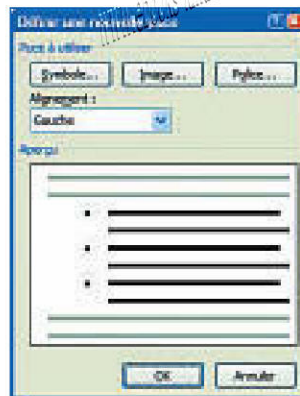 Définir une nouvelle puce
Puce à utiliser
Symbole... Image... Police...
Alignement :
Gauche
Aperçu
OK Annuler